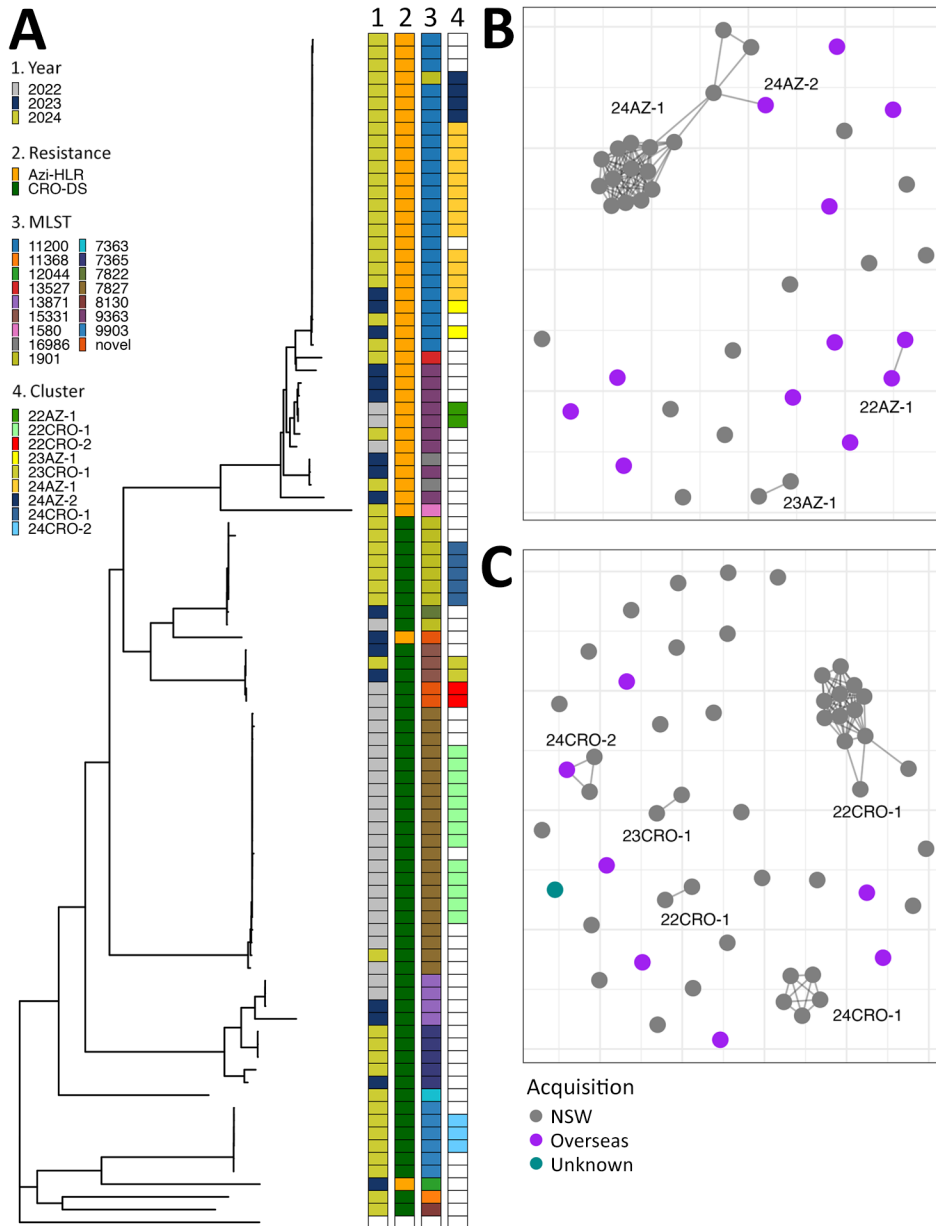 A
1 2 3 4
1. Year
2022
2023
2024
2. Resistance
Azi-HLR
CRO-DS
3. MLST
11200 7363
11368 7365
12044 7822
13527 7827
13871 8130
15331 9363
1580 9903
16986 novel
1901
4. Cluster
22AZ-1
22CRO-1
22CRO-2
23AZ-1
23CRO-1
24AZ-1
24AZ-2
24CRO-1
24CRO-2
B
24AZ-2
24AZ-1
22AZ-1
23AZ-1
C
24CRO-2
22CRO-1
23CRO-1
22CRO-1
24CRO-1
Acquisition
NSW
Overseas
Unknown